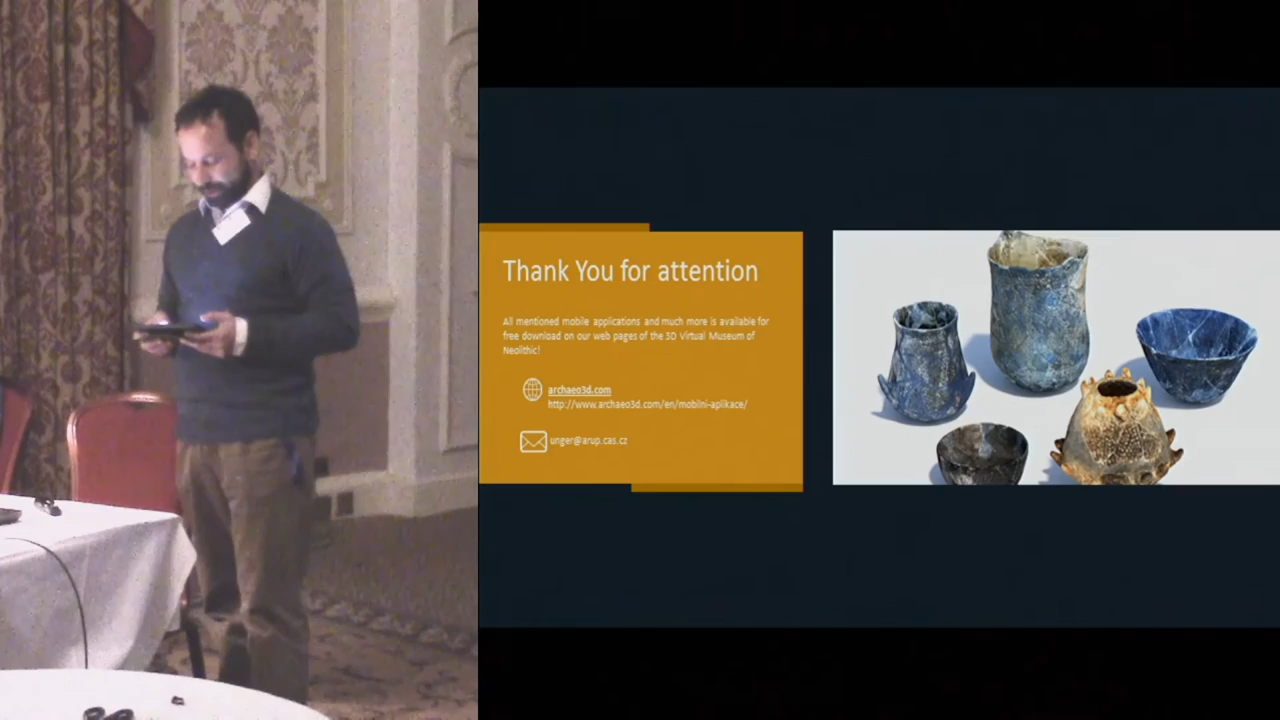 Thank You for attention
All mentioned mobile applications and much more is available for
free download on our web pages of the 3D Virtual Museum of
Neolithic!
archaeo3d.com
http://www.archaeo3d.com/en/mobilni-aplikace/
unger@arup.cas.cz